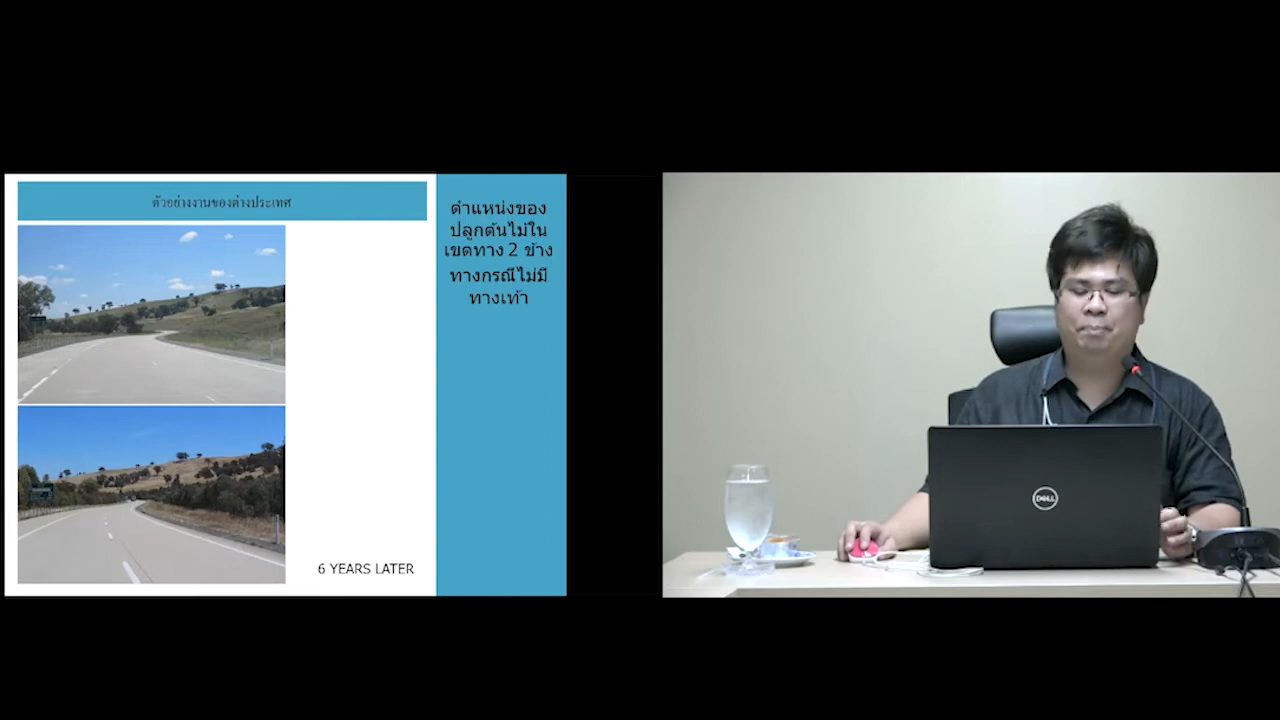 ตัวอย่างงานของต่างประเทศ
ตำแหน่งของ
ปลูกต้นไม้ใน
เขตทาง 2 ข้าง
ทางกรณีไม่มี
ทางเท้า
6 YEARS LATER
DELL